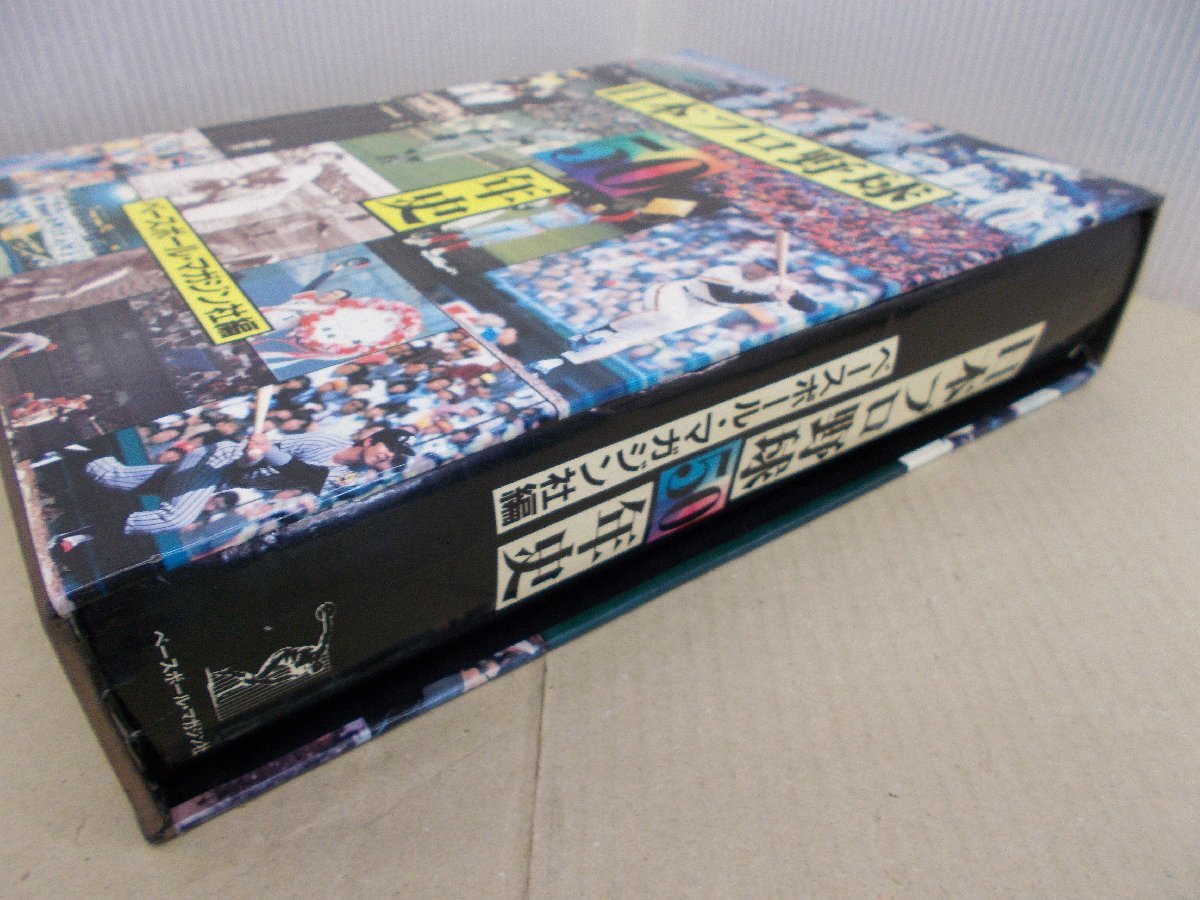 日本プロ野球
50
年史
ベースボール・マガジン社編
日本プロ野球50年史
ベースボール・マガジン社編
ベースボール・マガジン社